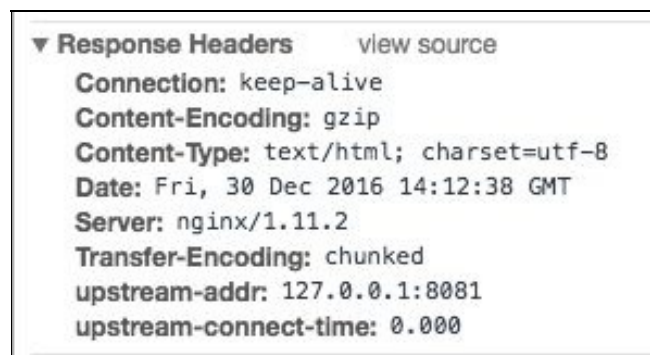 ▼ Response Headers view source
Connection: keep-alive
Content-Encoding: gzip
Content-Type: text/html; charset=utf-8
Date: Fri, 30 Dec 2016 14:12:38 GMT
Server: nginx/1.11.2
Transfer-Encoding: chunked
upstream-addr: 127.0.0.1:8081
upstream-connect-time: 0.000